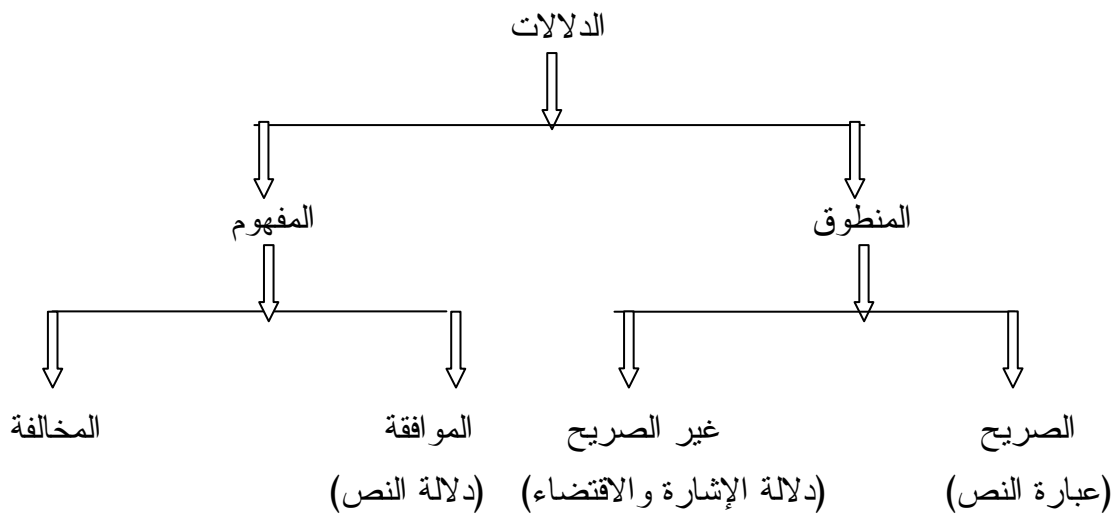 الدلالات
المنطوق
المفهوم
الصريح
غير الصريح
الموافقة
المخالفة
(عبارة النص)
(دلالة الإشارة والاقتضاء)
(دلالة النص)